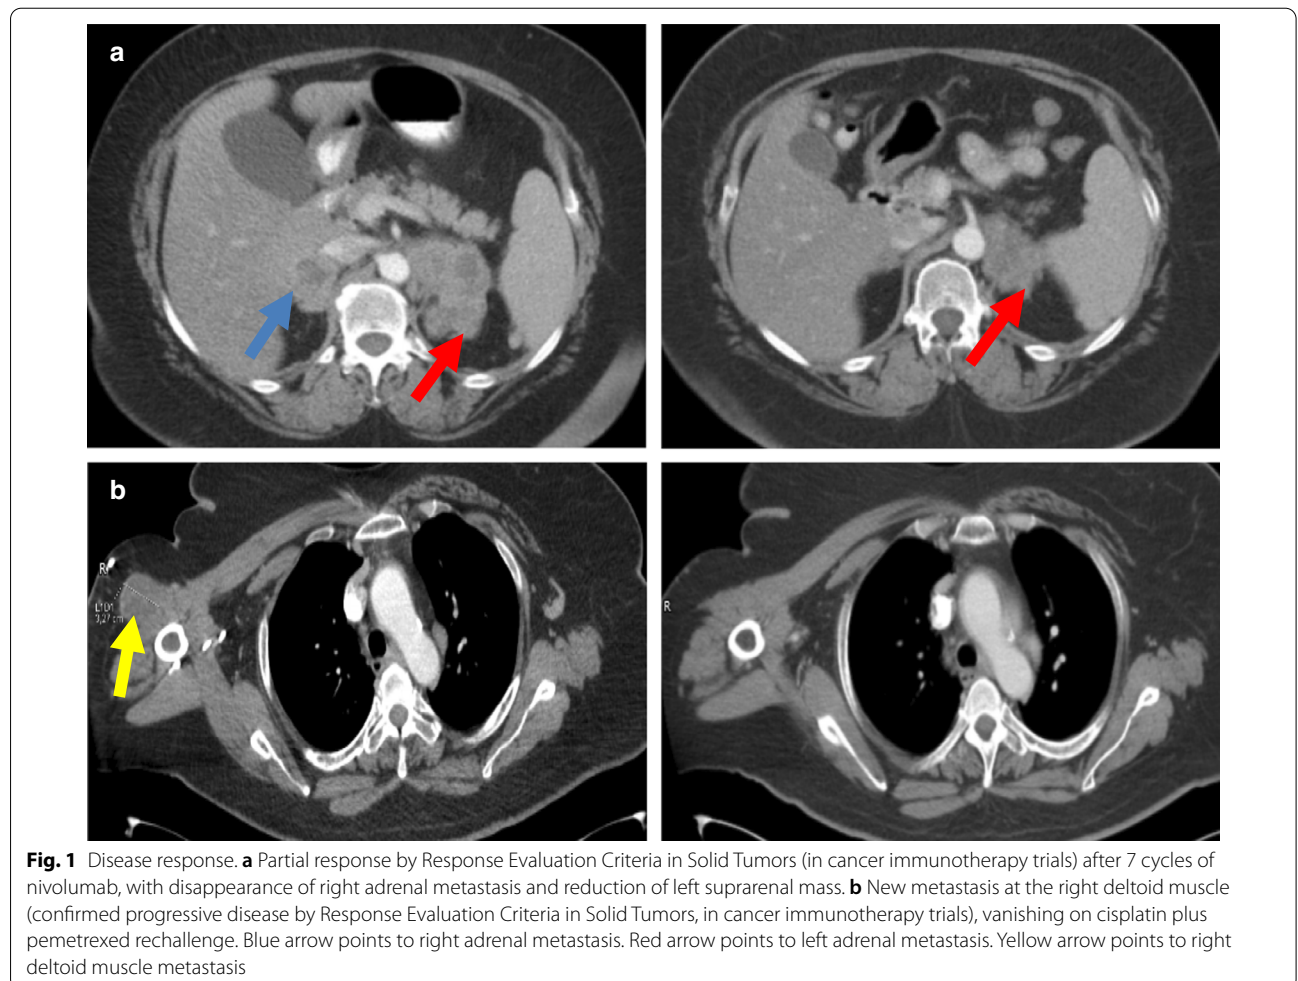 a
b
R
L1D1
9,27 cm
R
Fig. 1 Disease response. a Partial response by Response Evaluation Criteria in Solid Tumors (in cancer immunotherapy trials) after 7 cycles of
nivolumab, with disappearance of right adrenal metastasis and reduction of left suprarenal mass. b New metastasis at the right deltoid muscle
(confirmed progressive disease by Response Evaluation Criteria in Solid Tumors, in cancer immunotherapy trials), vanishing on cisplatin plus
pemetrexed rechallenge. Blue arrow points to right adrenal metastasis. Red arrow points to left adrenal metastasis. Yellow arrow points to right
deltoid muscle metastasis